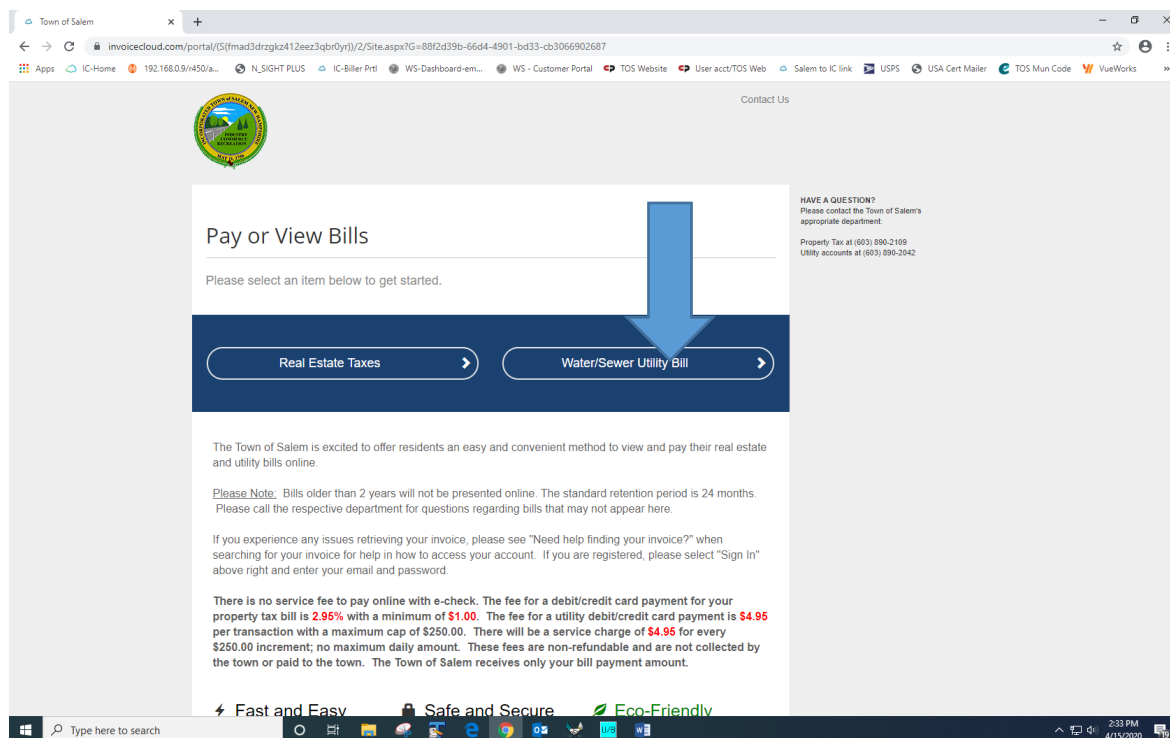 Town of Salem
invoicecloud.com/portal/(S(fmad3drzgkz412eez3qbr0yr))/2/Site.aspx?G=88f2d39b-66d4-4901-bd33-cb3066902687
Apps IC-Home 192.168.0.9/r450/a... N_SIGHT PLUS IC-Biller Prtl WS-Dashboard-em... WS - Customer Portal TOS Website User acct/TOS Web Salem to IC link USPS USA Cert Mailer TOS Mun Code VueWorks »
Contact Us
INDUSTRY
COMMERCE
RECREATION
HAVE A QUESTION?
Please contact the Town of Salem's
appropriate department:
Property Tax at (603) 890-2109
Utility accounts at (603) 890-2042
Pay or View Bills
Please select an item below to get started.
Real Estate Taxes
Water/Sewer Utility Bill
The Town of Salem is excited to offer residents an easy and convenient method to view and pay their real estate
and utility bills online.
Please Note: Bills older than 2 years will not be presented online. The standard retention period is 24 months.
Please call the respective department for questions regarding bills that may not appear here.
If you experience any issues retrieving your invoice, please see "Need help finding your invoice?" when
searching for your invoice for help in how to access your account. If you are registered, please select "Sign In"
above right and enter your email and password.
There is no service fee to pay online with e-check. The fee for a debit/credit card payment for your
property tax bill is 2.95% with a minimum of $1.00. The fee for a utility debit/credit card payment is $4.95
per transaction with a maximum cap of $250.00. There will be a service charge of $4.95 for every
$250.00 increment; no maximum daily amount. These fees are non-refundable and are not collected by
the town or paid to the town. The Town of Salem receives only your bill payment amount.
Fast and Easy Safe and Secure Eco-Friendly
Type here to search
U/B
2:33 PM
4/15/2020
19